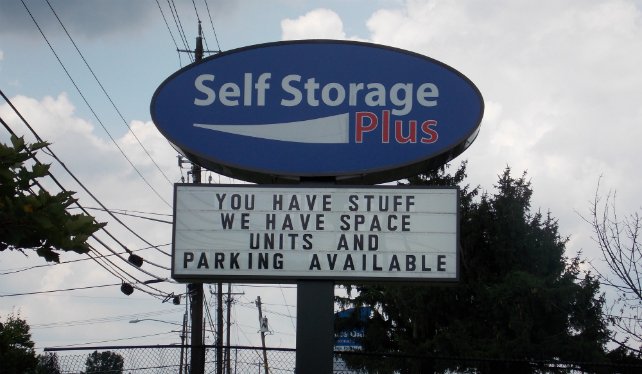 Self Storage
Plus
YOU HAVE STUFF
WE HAVE SPACE
UNITS AND
PARKING AVAILABLE